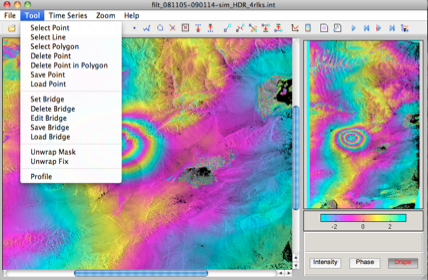 filt_081105-090114-sim_HDR_4rlks.int
File Tool Time Series Zoom Help
Select Point
Select Line
Select Polygon
Delete Point
Delete Point in Polygon
Save Point
Load Point
Set Bridge
Delete Bridge
Edit Bridge
Save Bridge
Load Bridge
Unwrap Mask
Unwrap Fix
Profile
-2 0 2
Intensity Phase Drape